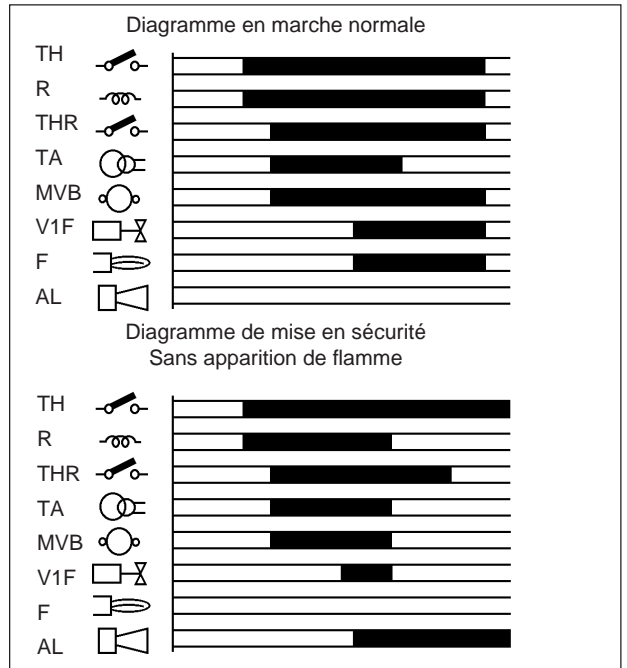 Diagramme en marche normale
TH
R
THR
TA
MVB
V1F
F
AL
Diagramme de mise en sécurité
Sans apparition de flamme
TH
R
THR
TA
MVB
V1F
F
AL